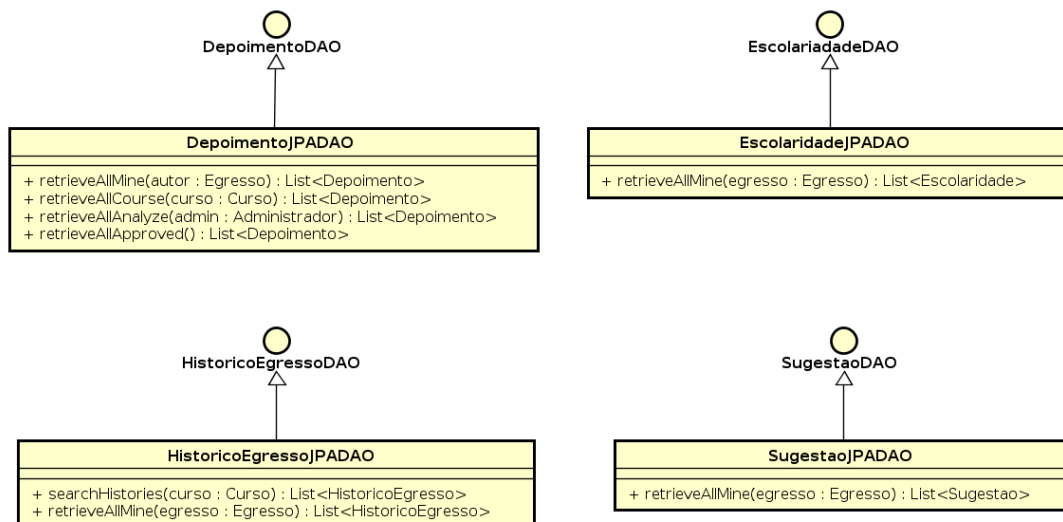 DepoimentoDAO
DepoimentoJPADAO
+ retrieveAllMine(autor : Egresso) : List<Depoimento>
+ retrieveAllCourse(curso : Curso) : List<Depoimento>
+ retrieveAllAnalyze(admin : Administrador) : List<Depoimento>
+ retrieveAllApproved() : List<Depoimento>
EscolariadadeDAO
EscolaridadeJPADAO
+ retrieveAllMine(egresso : Egresso) : List<Escolaridade>
HistoricoEgressoDAO
HistoricoEgressoJPADAO
+ searchHistories(curso : Curso) : List<HistoricoEgresso>
+ retrieveAllMine(egresso : Egresso) : List<HistoricoEgresso>
SugestaoDAO
SugestaoJPADAO
+ retrieveAllMine(egresso : Egresso) : List<Sugestao>